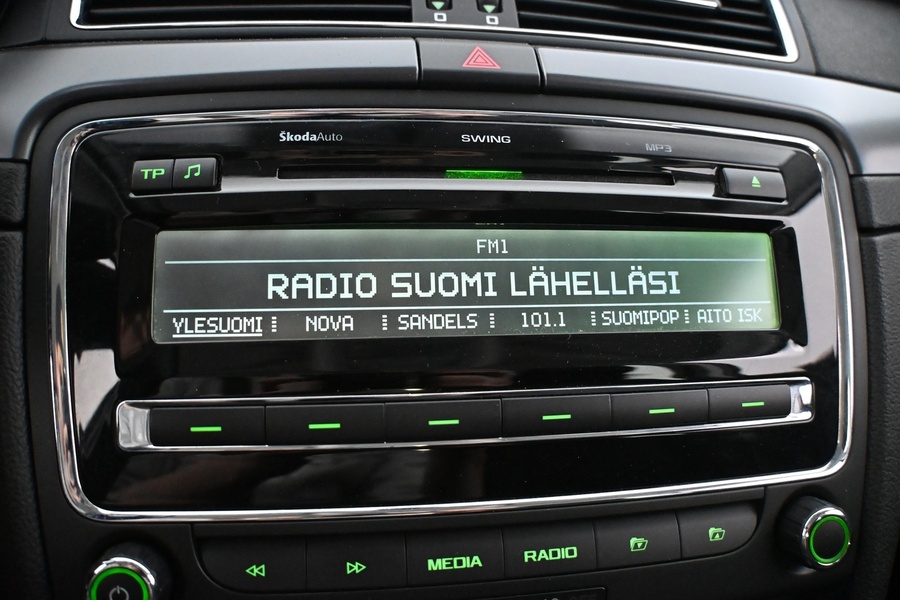 ŠkodaAuto SWING MP3
TP
FM1
RADIO SUOMI LÄHELLÄSI
YLESUOMI NOVA SANDELS 101.1 SUOMIPOP AITO ISK
MEDIA RADIO